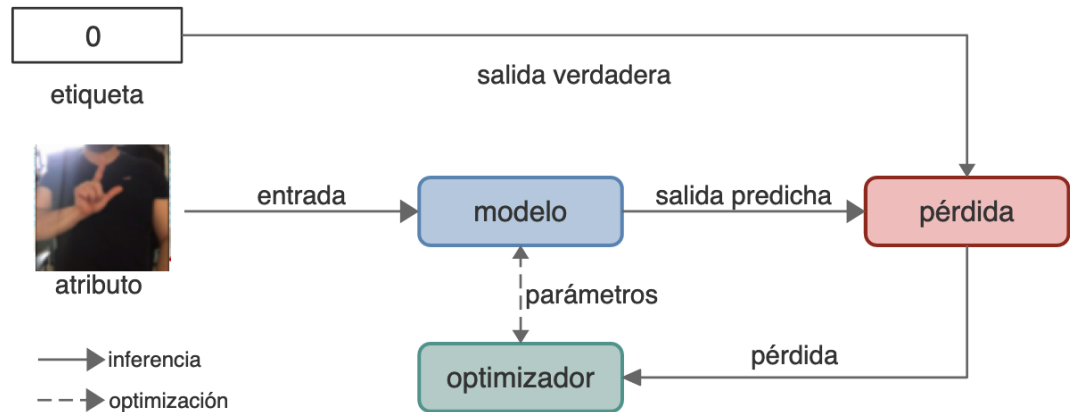 0
etiqueta
salida verdadera
entrada
modelo
salida predicha
pérdida
atributo
parámetros
optimizador
pérdida
inferencia
optimización